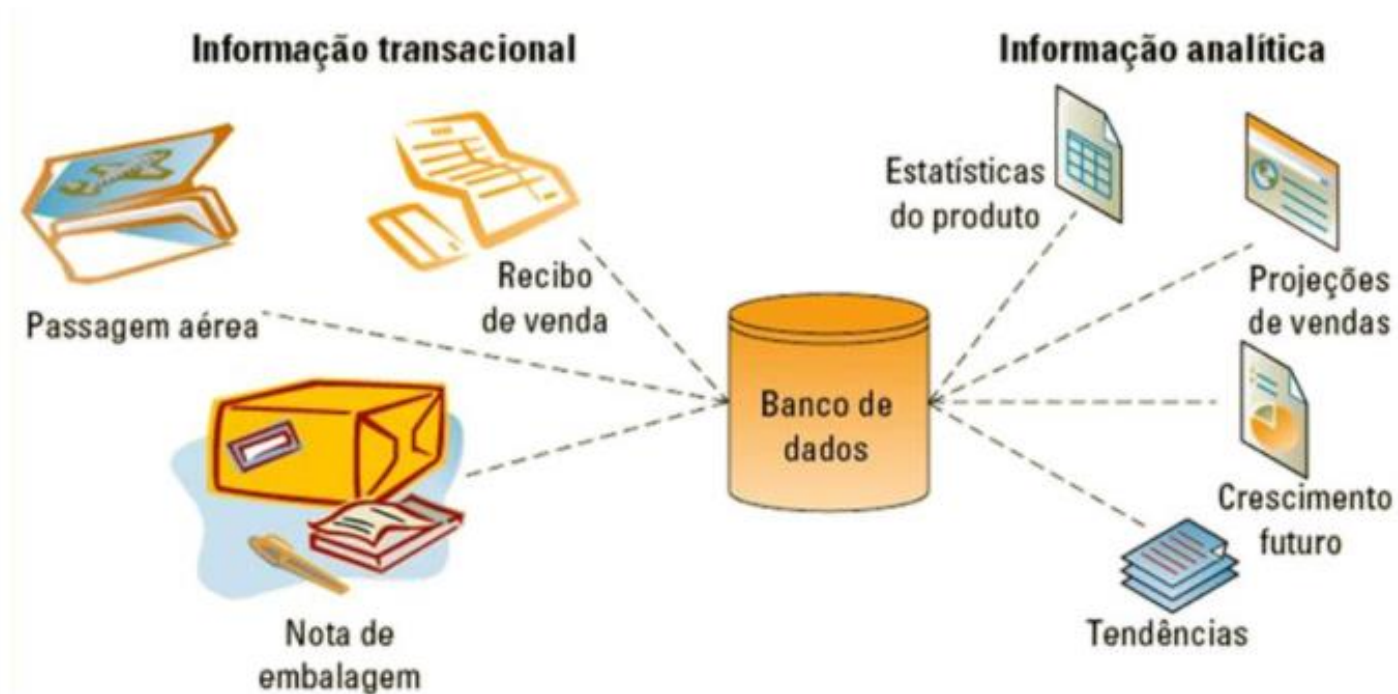 Informação transacional
Passagem aérea
Recibo
de venda
Nota de
embalagem
Banco de
dados
Informação analítica
Estatísticas
do produto
Projeções
de vendas
Crescimento
futuro
Tendências